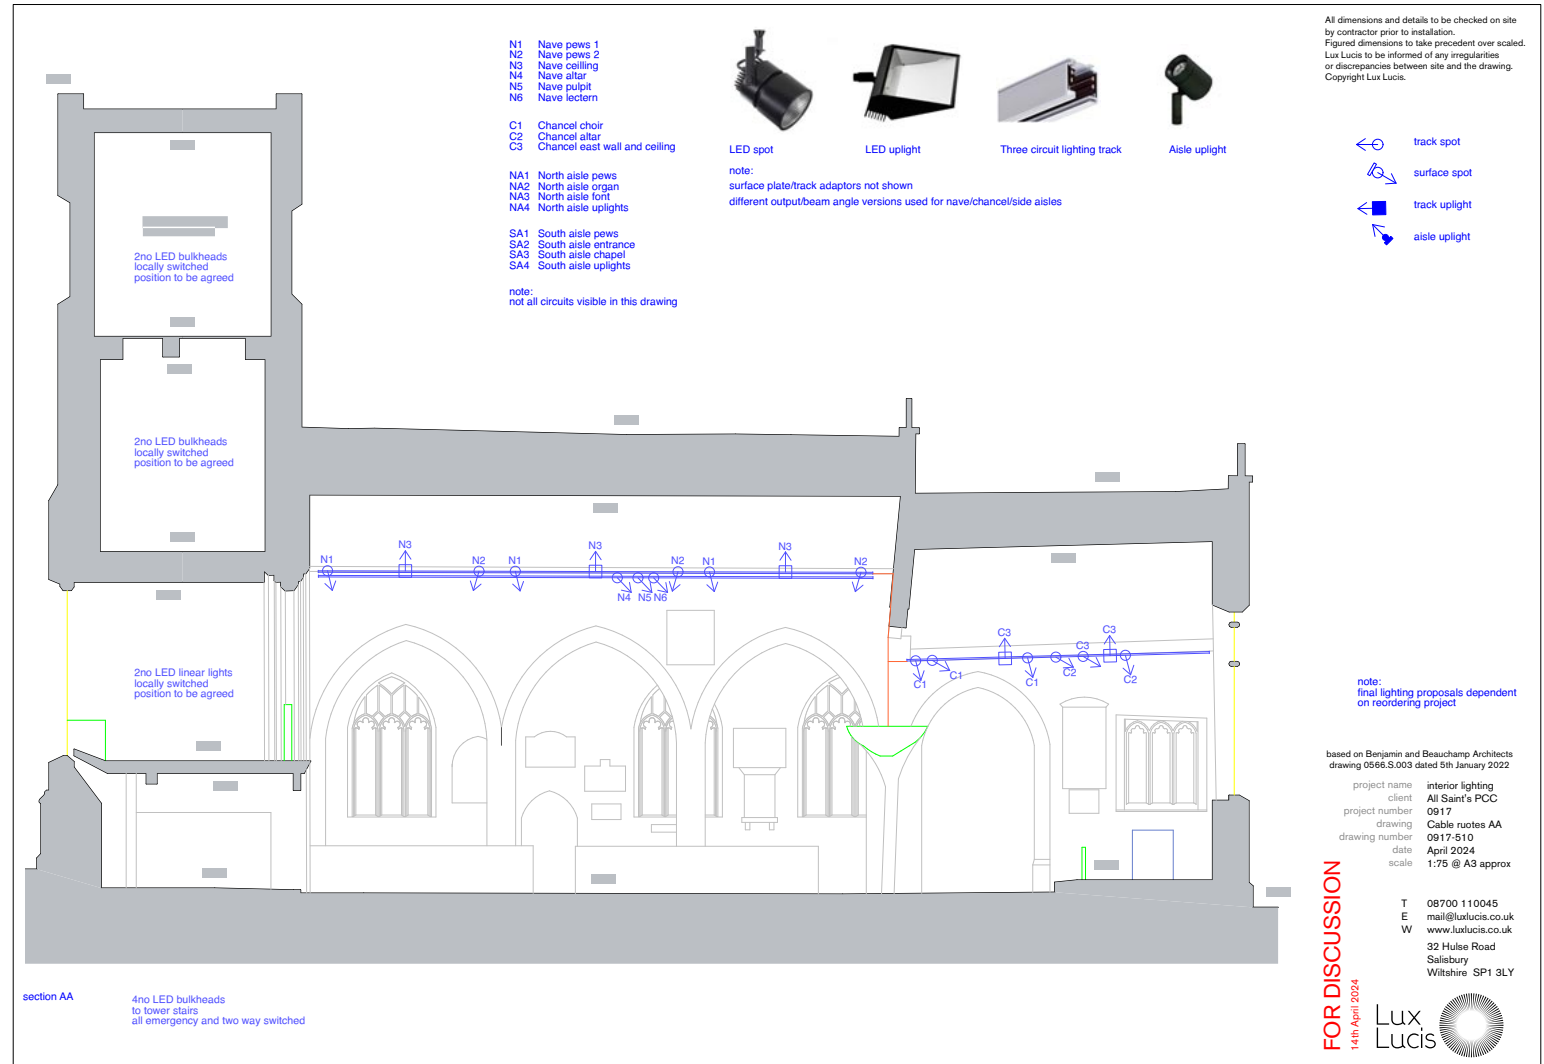 N1 Nave pews 1
N2 Nave pews 2
N3 Nave ceilling
N4 Nave altar
N5 Nave pulpit
N6 Nave lectern
C1 Chancel choir
C2 Chancel altar
C3 Chancel east wall and ceiling
NA1 North aisle pews
NA2 North aisle organ
NA3 North aisle font
NA4 North aisle uplights
SA1 South aisle pews
SA2 South aisle entrance
SA3 South aisle chapel
SA4 South aisle uplights
note:
not all circuits visible in this drawing
LED spot
LED uplight
Three circuit lighting track
Aisle uplight
note:
surface plate/track adaptors not shown
different output/beam angle versions used for nave/chancel/side aisles
All dimensions and details to be checked on site
by contractor prior to installation.
Figured dimensions to take precedent over scaled.
Lux Lucis to be informed of any irregularities
or discrepancies between site and the drawing.
Copyright Lux Lucis.
track spot
surface spot
track uplight
aisle uplight
2no LED bulkheads
locally switched
position to be agreed
2no LED bulkheads
locally switched
position to be agreed
2no LED linear lights
locally switched
position to be agreed
N1
N3
N2
N1
N3
N2
N1
N3
N2
N4
N5
N6
C3
C3
C3
C1
C1
C1
C2
C2
note:
final lighting proposals dependent
on reordering project
based on Benjamin and Beauchamp Architects
drawing 0566.S.003 dated 5th January 2022
project name interior lighting
client All Saint's PCC
project number 0917
drawing Cable ruotes AA
drawing number 0917-510
date April 2024
scale 1:75 @ A3 approx
T 08700 110045
E mail@luxlucis.co.uk
W www.luxlucis.co.uk
32 Hulse Road
Salisbury
Wiltshire SP1 3LY
FOR DISCUSSION
14th April 2024
Lux
Lucis
section AA
4no LED bulkheads
to tower stairs
all emergency and two way switched